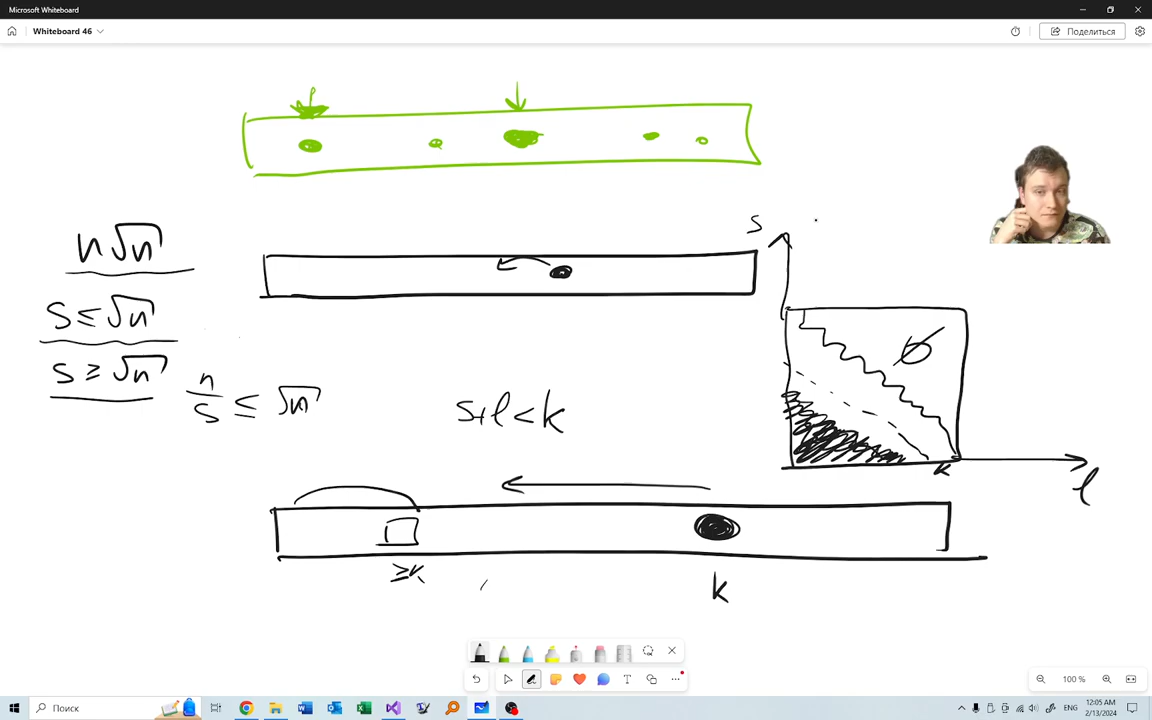 Microsoft Whiteboard
Whiteboard 46
Поделиться
s
n√n
s ≤ √n
s ≥ √n
n/s ≤ √n
s+l<k
k
l
≥k
k
100 %
Поиск
ENG
12:05 AM
2/13/2024